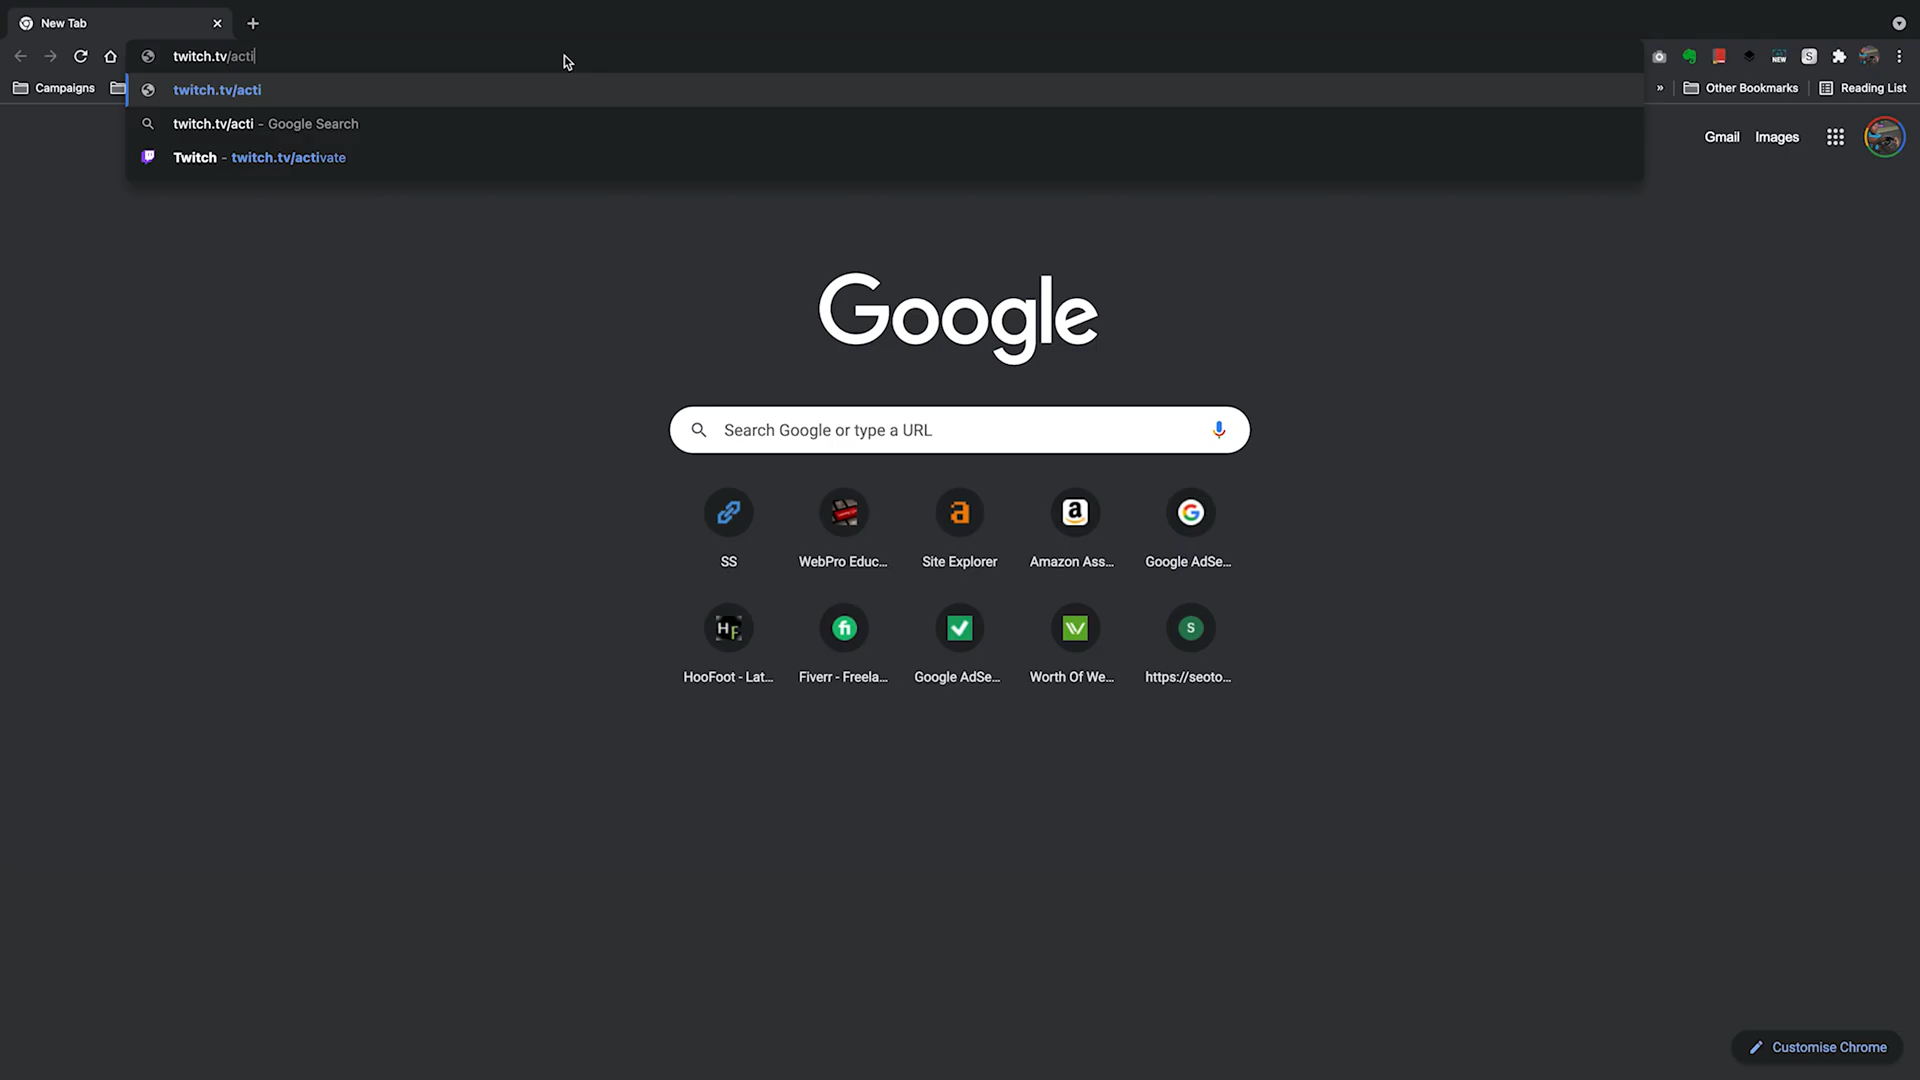 New Tab
twitch.tv/acti
twitch.tv/acti
twitch.tv/acti - Google Search
Twitch - twitch.tv/activate
NEW
S
Campaigns
» Other Bookmarks Reading List
Gmail Images
Google
Search Google or type a URL
SS WebPro Educ... Site Explorer Amazon Ass... Google AdSe...
HooFoot - Lat... Fiverr - Freela... Google AdSe... Worth Of We... https://seoto...
Customise Chrome